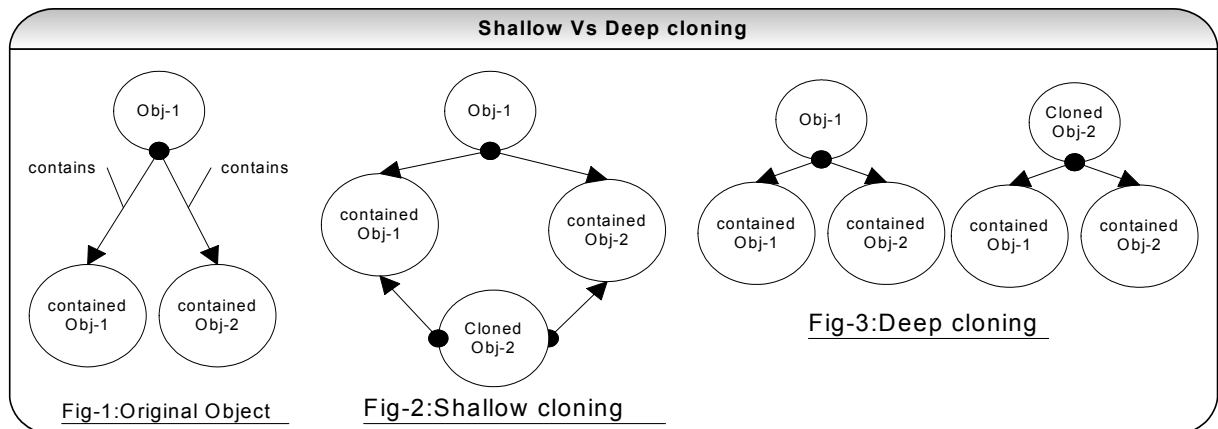 Shallow Vs Deep cloning
Obj-1
contains
contains
contained
Obj-1
contained
Obj-2
Fig-1:Original Object
Obj-1
contained
Obj-1
contained
Obj-2
Cloned
Obj-2
Fig-2:Shallow cloning
Obj-1
contained
Obj-1
contained
Obj-2
Cloned
Obj-2
contained
Obj-1
contained
Obj-2
Fig-3:Deep cloning